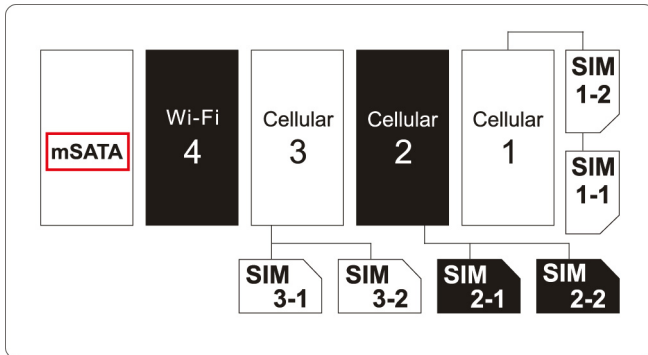 mSATA
Wi-Fi
4
Cellular
3
Cellular
2
Cellular
1
SIM
1-2
SIM
1-1
SIM
3-1
SIM
3-2
SIM
2-1
SIM
2-2